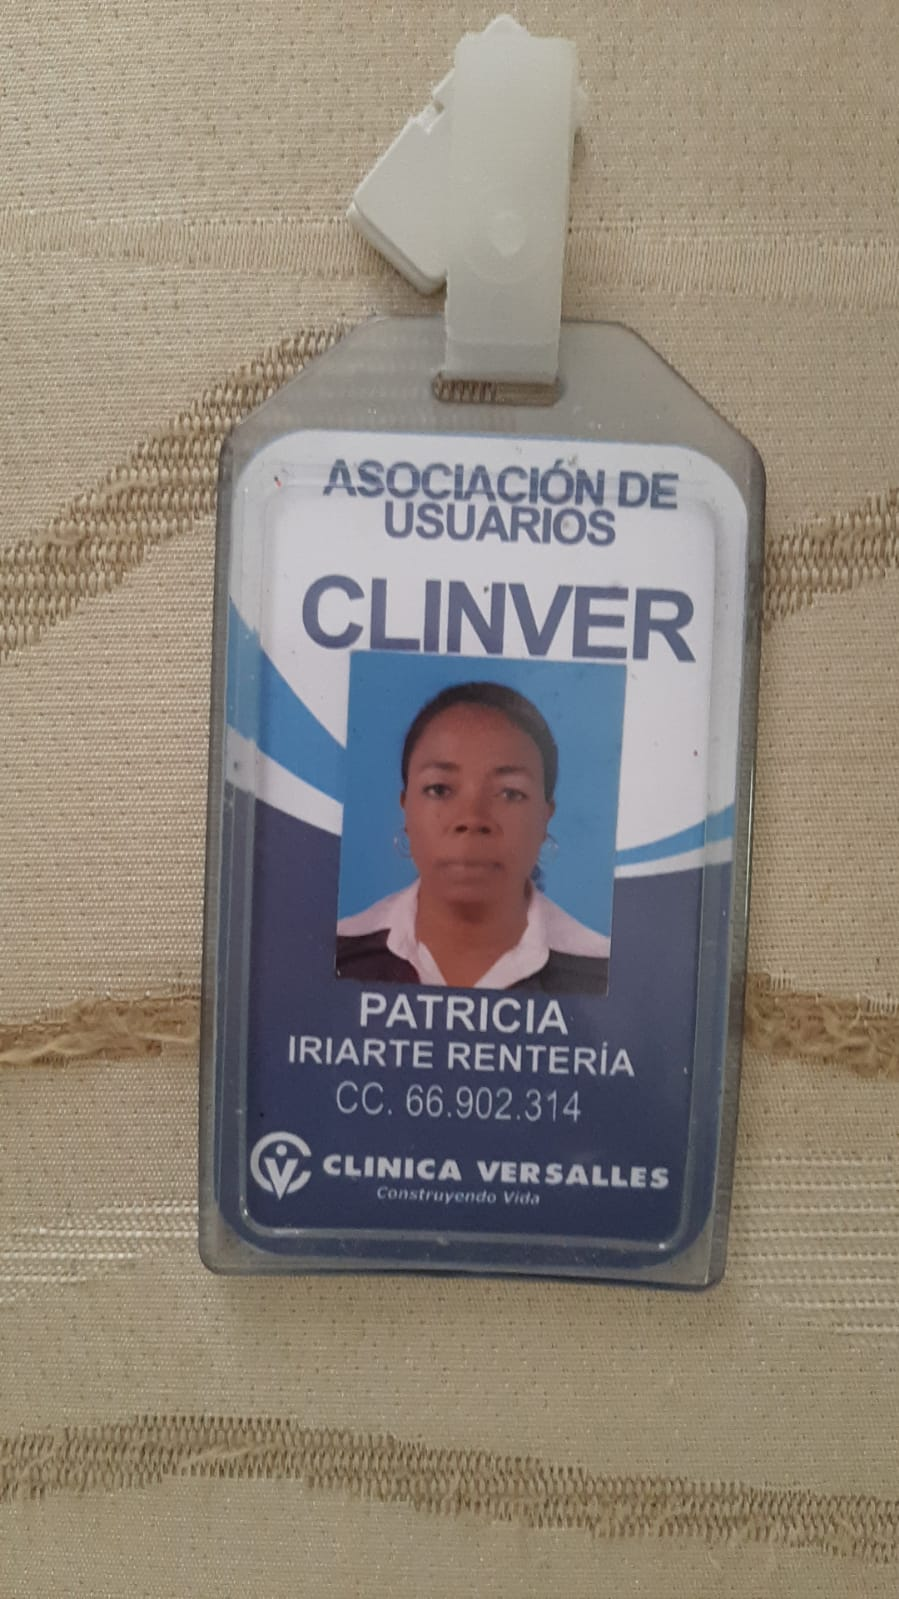 ASOCIACIÓN DE
USUARIOS
CLINVER
PATRICIA
IRIARTE RENTERÍA
CC. 66.902.314
CLINICA VERSALLES
Construyendo Vida